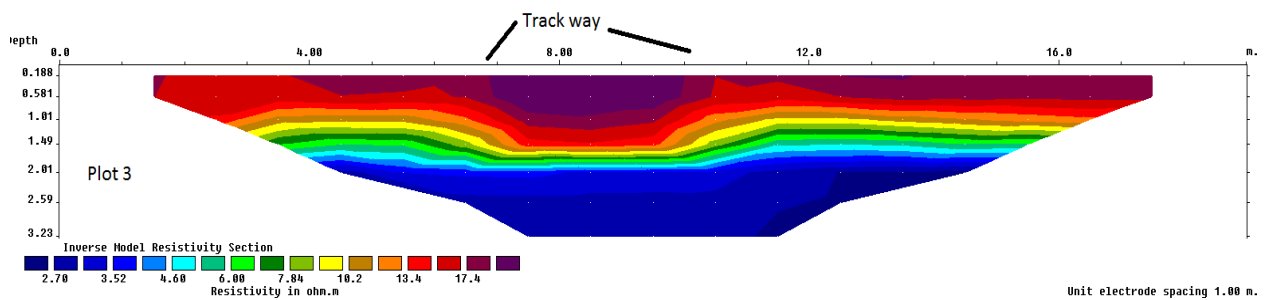 Track way
Depth 0.0 4.00 8.00 12.0 16.0 m.
0.188
0.581
1.01
1.49
2.01
2.59
3.23
Plot 3
Inverse Model Resistivity Section
2.70 3.52 4.60 6.00 7.84 10.2 13.4 17.4
Resistivity in ohm.m
Unit electrode spacing 1.00 m.